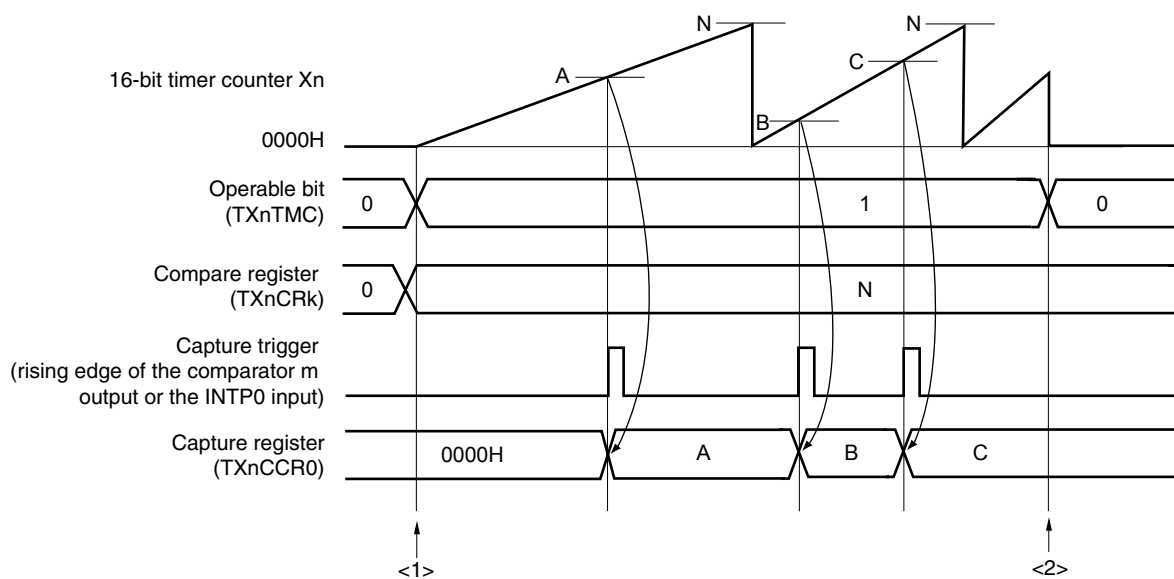 N
N
A
C
16-bit timer counter Xn
B
0000H
Operable bit
(TXnTMC)
0
1
0
Compare register
(TXnCRk)
0
N
Capture trigger
(rising edge of the comparator m
output or the INTP0 input)
Capture register
(TXnCCR0)
0000H
A
B
C
<1>
<2>